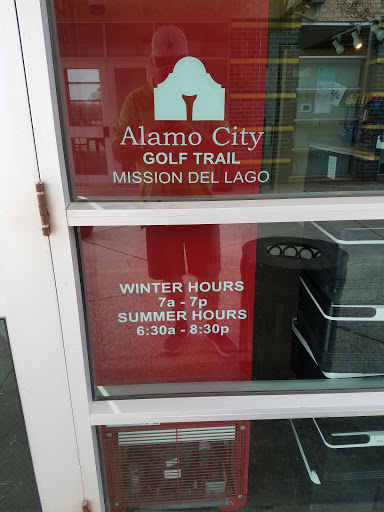 Alamo City
GOLF TRAIL
MISSION DEL LAGO
WINTER HOURS
7a - 7p
SUMMER HOURS
6:30a - 8:30p